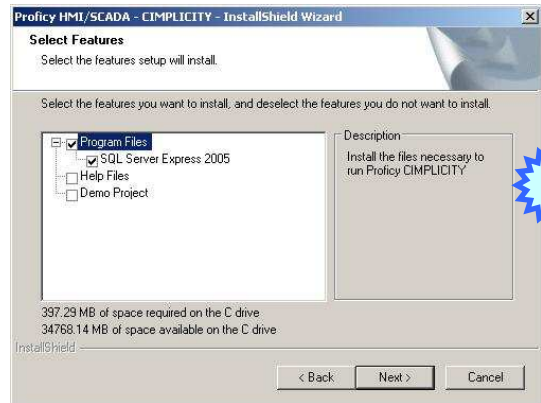 Proficy HMI/SCADA - CIMPLICITY - InstallShield Wizard
Select Features
Select the features setup will install.
Select the features you want to install, and deselect the features you do not want to install.
Program Files
SQL Server Express 2005
Help Files
Demo Project
Description
Install the files necessary to
run Proficy CIMPLICITY
397.29 MB of space required on the C drive
34768.14 MB of space available on the C drive
InstallShield
< Back
Next >
Cancel